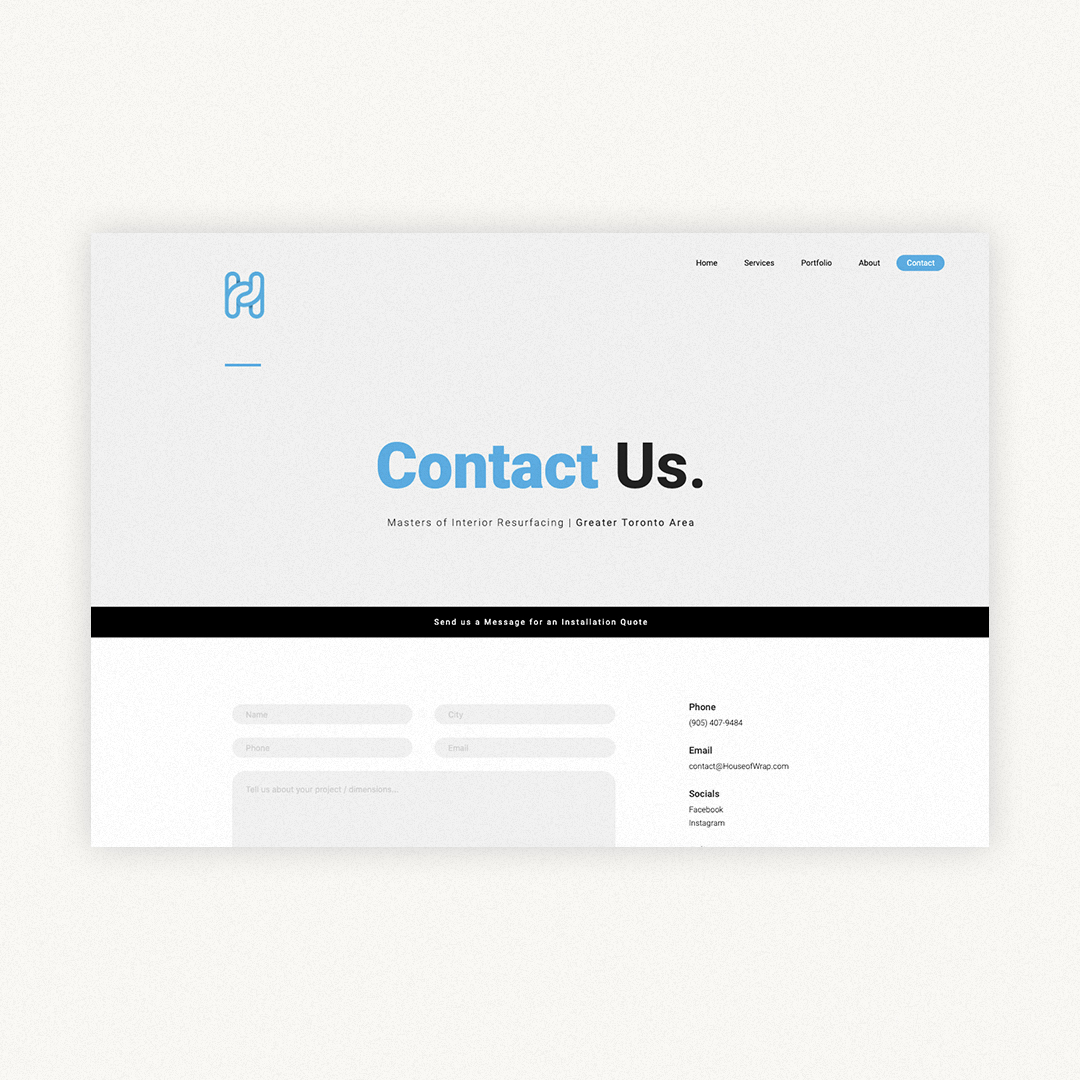 Home Services Portfolio About Contact
Contact Us.
Masters of Interior Resurfacing | Greater Toronto Area
Send us a Message for an Installation Quote
Name City
Phone Email
Tell us about your project / dimensions...
Phone
(905) 407-9484
Email
contact@HouseofWrap.com
Socials
Facebook
Instagram